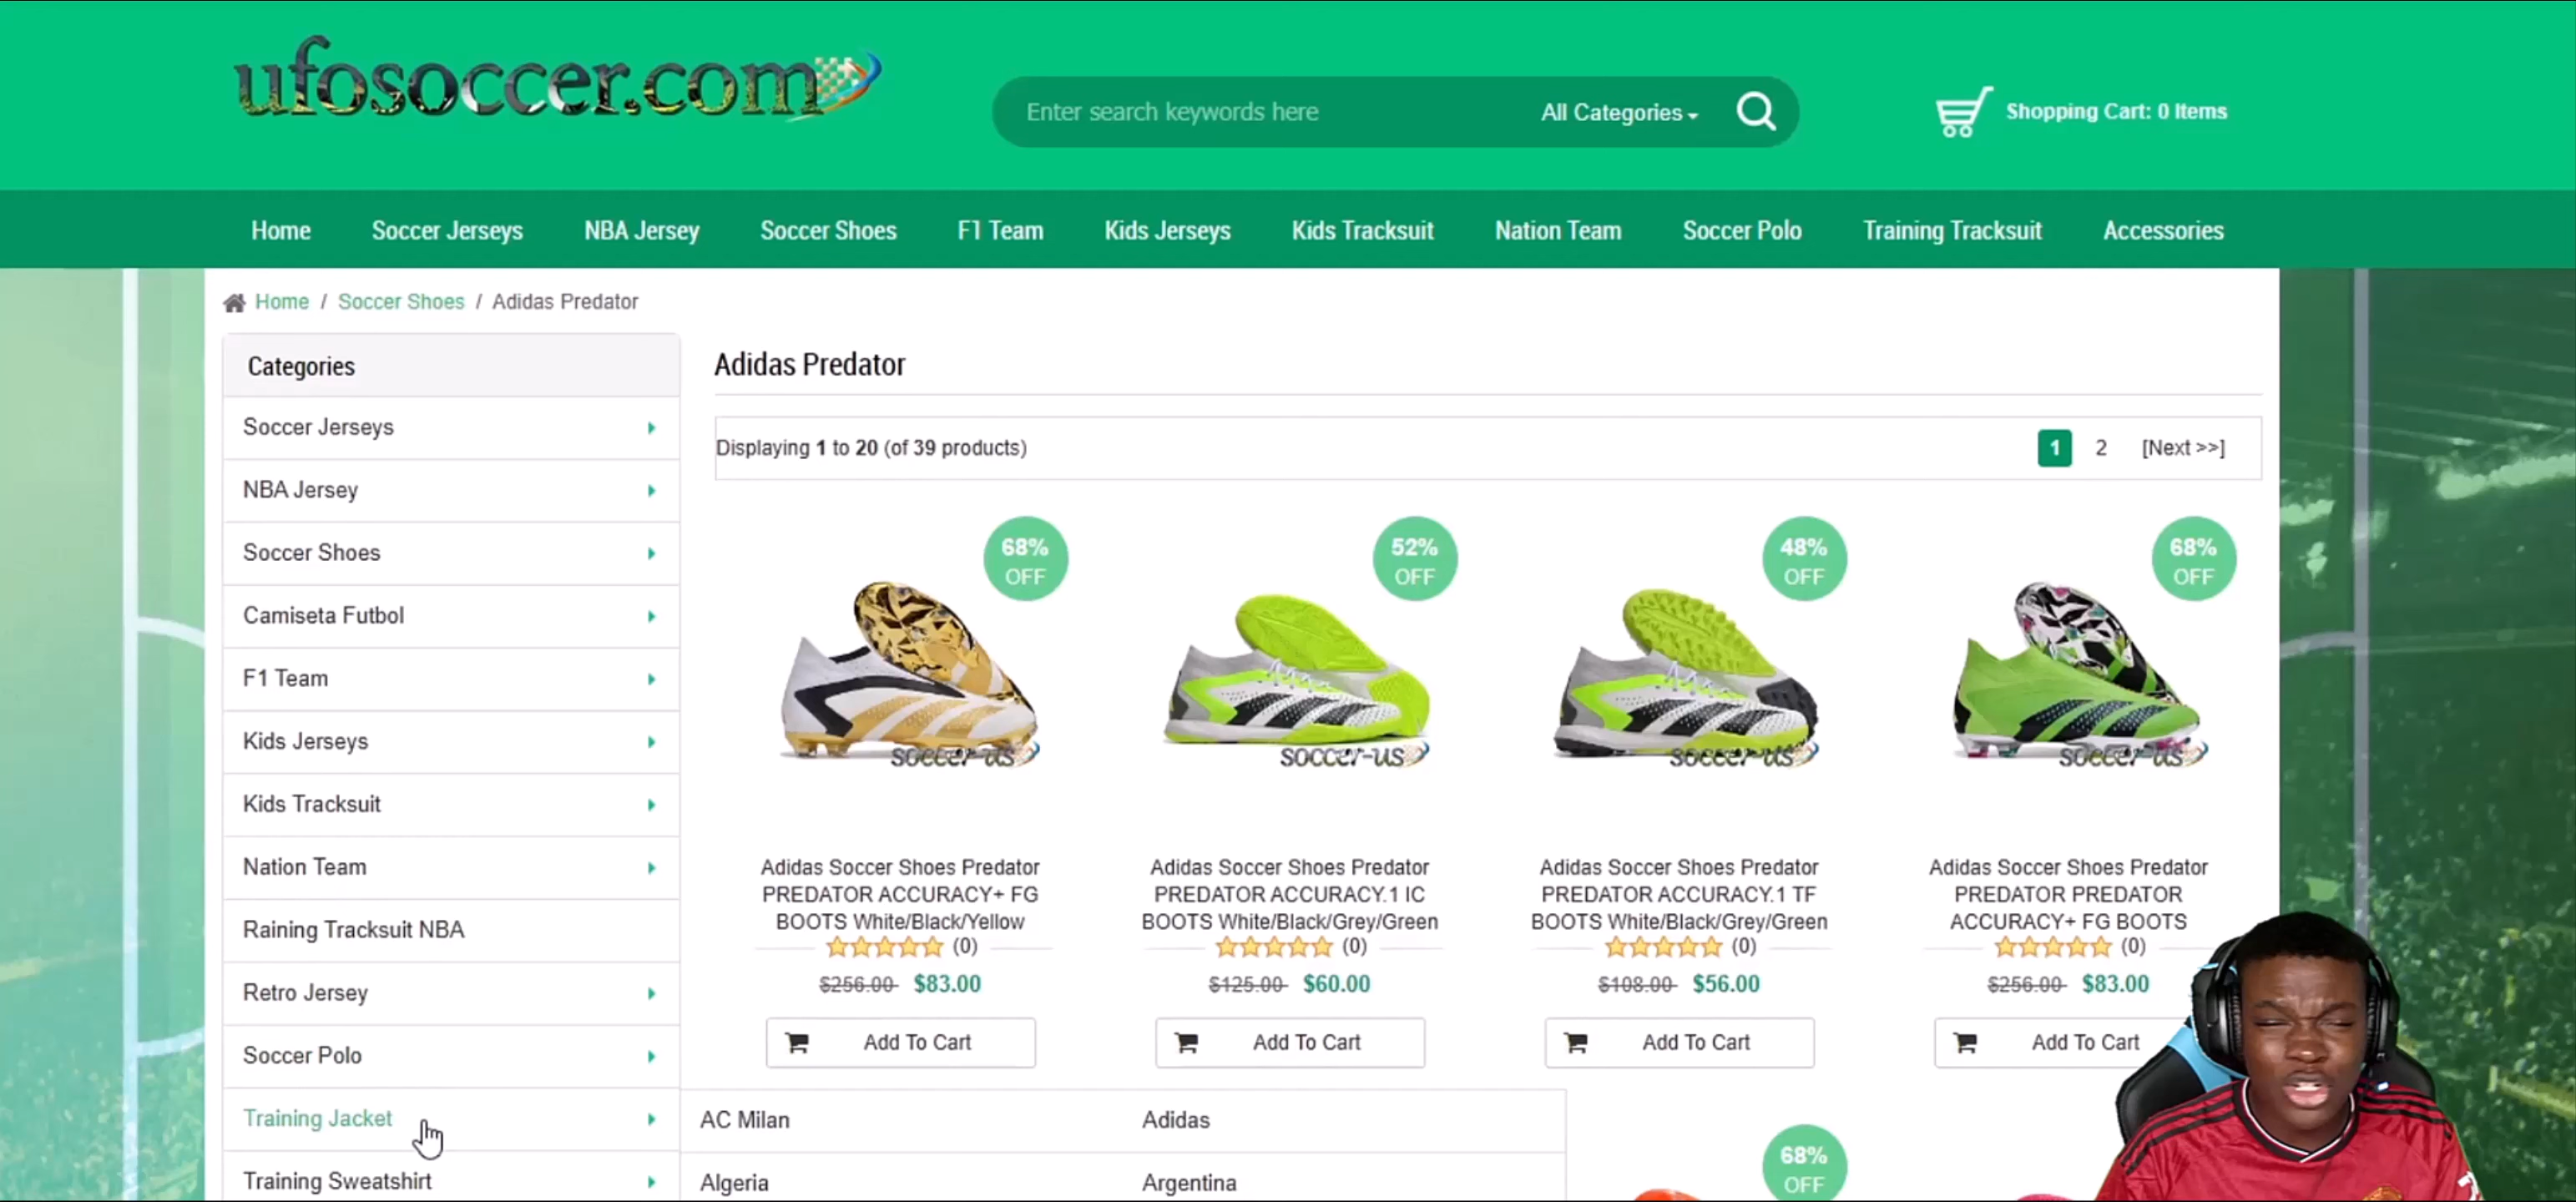 ufosoccer.com
Enter search keywords here
All Categories
Shopping Cart: 0 Items
Home
Soccer Jerseys
NBA Jersey
Soccer Shoes
F1 Team
Kids Jerseys
Kids Tracksuit
Nation Team
Soccer Polo
Training Tracksuit
Accessories
Home / Soccer Shoes / Adidas Predator
Categories
Soccer Jerseys
NBA Jersey
Soccer Shoes
Camiseta Futbol
F1 Team
Kids Jerseys
Kids Tracksuit
Nation Team
Raining Tracksuit NBA
Retro Jersey
Soccer Polo
Training Jacket
Training Sweatshirt
Adidas Predator
Displaying 1 to 20 (of 39 products)
1 2 [Next >>]
68%
OFF
soccer-us
Adidas Soccer Shoes Predator
PREDATOR ACCURACY+ FG
BOOTS White/Black/Yellow
(0)
$256.00 $83.00
Add To Cart
52%
OFF
soccer-us
Adidas Soccer Shoes Predator
PREDATOR ACCURACY.1 IC
BOOTS White/Black/Grey/Green
(0)
$125.00 $60.00
Add To Cart
48%
OFF
soccer-us
Adidas Soccer Shoes Predator
PREDATOR ACCURACY.1 TF
BOOTS White/Black/Grey/Green
(0)
$108.00 $56.00
Add To Cart
68%
OFF
soccer-us
Adidas Soccer Shoes Predator
PREDATOR PREDATOR
ACCURACY+ FG BOOTS
(0)
$256.00 $83.00
Add To Cart
AC Milan
Adidas
Algeria
Argentina
68%
OFF